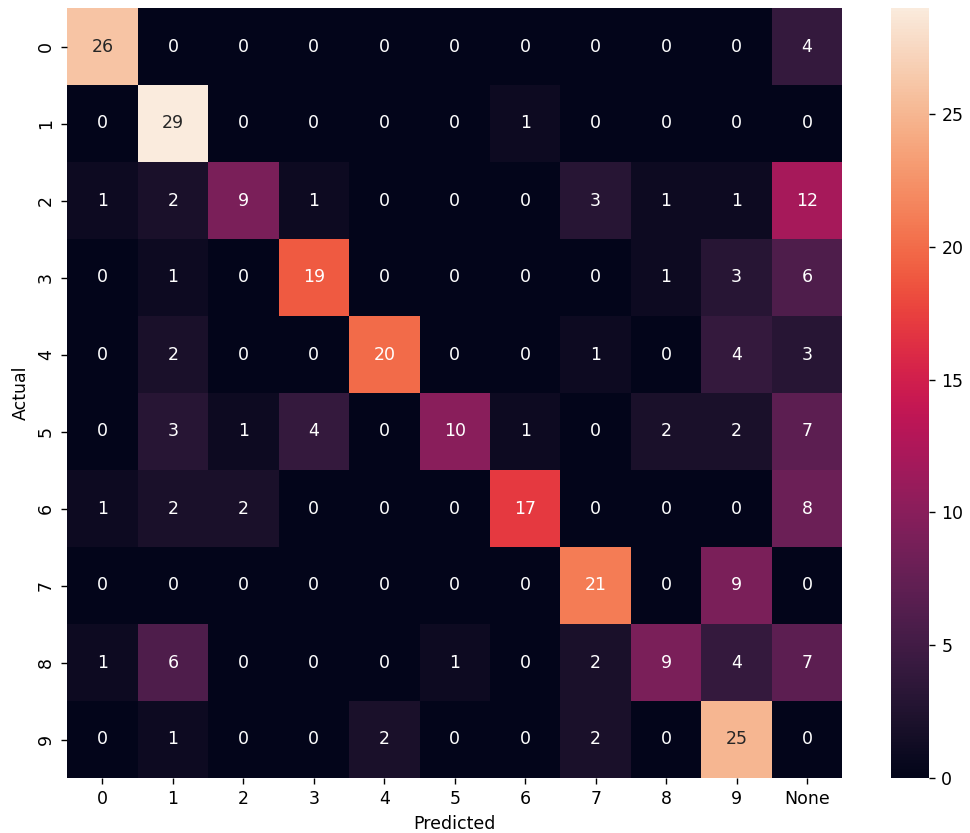 0 26 0 0 0 0 0 0 0 0 0 4
1 0 29 0 0 0 0 1 0 0 0 0
2 1 2 9 1 0 0 0 3 1 1 12
3 0 1 0 19 0 0 0 0 1 3 6
4 0 2 0 0 20 0 0 1 0 4 3
5 0 3 1 4 0 10 1 0 2 2 7
6 1 2 2 0 0 0 17 0 0 0 8
7 0 0 0 0 0 0 0 21 0 9 0
8 1 6 0 0 0 1 0 2 9 4 7
9 0 1 0 0 2 0 0 2 0 25 0
0 1 2 3 4 5 6 7 8 9 None
Predicted
Actual
25
20
15
10
5
0